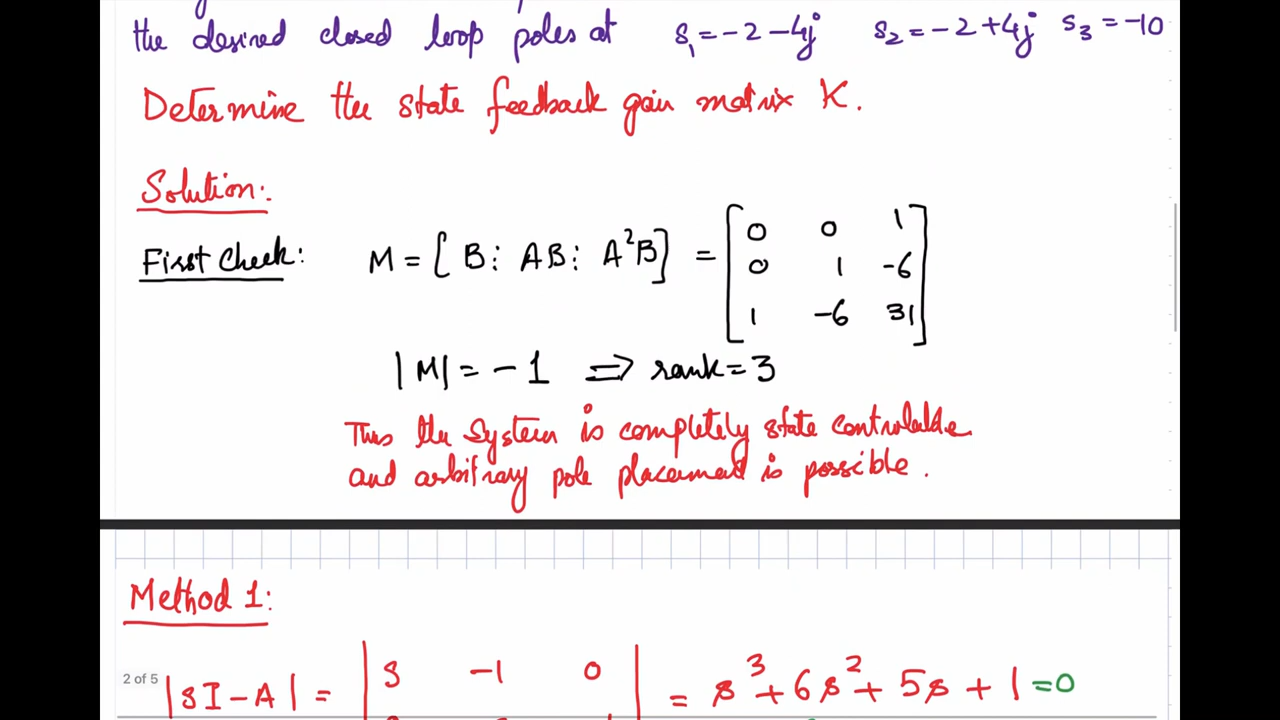 the desired closed loop poles at s₁ = -2 - 4j s₂ = -2 + 4j s₃ = -10
Determine the state feedback gain matrix K.
Solution:
First Check: M = [ B ⋮ AB ⋮ A²B ] =
0 0 1
0 1 -6
1 -6 31
|M| = -1 ⇒ rank = 3
Thus the System is completely state controllable
and arbitrary pole placement is possible.
Method 1:
s -1 0
2 of 5
|sI - A| = = s³ + 6s² + 5s + 1 = 0